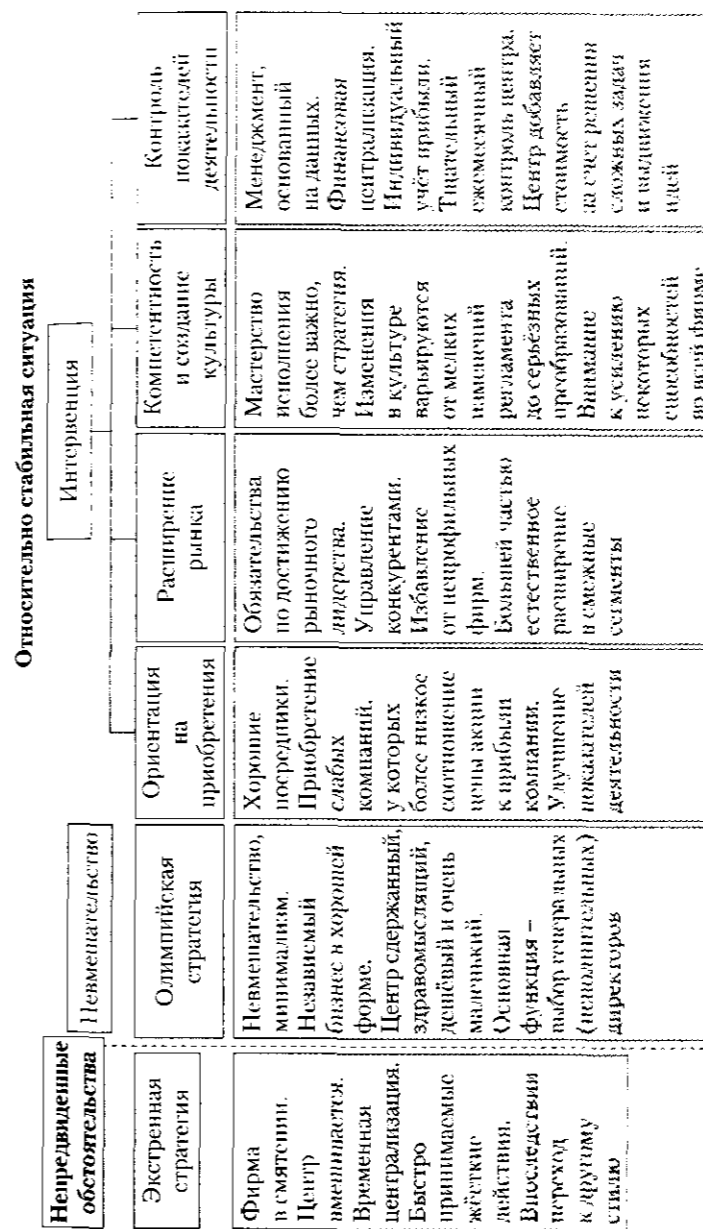 Относительно стабильная ситуация
Непредвиденные
обстоятельства
Невмешательство
Интервенция
Экстренная
стратегия
Олимпийская
стратегия
Ориентация
на
приобретения
Расширение
рынка
Компетентность
и создание
культуры
Контроль
показателей
деятельности
Фирма
в смятении.
Центр
вмешивается.
Временная
централизация.
Быстро
принимаемые
жёсткие
действия.
Впоследствии
переход
к другому
стилю
Невмешательство,
минимализм.
Независмый
бизнес в хорошей
форме.
Центр сдержанный,
здравомыслящий,
дешёвый и очень
маленький.
Основная
функция –
выбор генеральных
(исполнительных)
директоров
Хорошие
посредники.
Приобретение
слабых
компаний,
у которых
более низкое
соотношение
цены акции
к прибыли
компании.
Улучшение
показателей
деятельности
Обязательства
по достижению
рыночного
лидерства.
Управление
конкурентами.
Избавление
от непрофильных
фирм.
Большей частью
естественное
расширение
в смежные
сегменты
Мастерство
исполнения
более важно,
чем стратегия.
Изменения
в культуре
варьируются
от мелких
изменений
регламента
до серьёзных
преобразований.
Внимание
к усилению
некоторых
способностей
во всей фирме
Менеджмент,
основанный
на данных.
Финансовая
централизация.
Индивидуальный
учёт прибыли.
Тщательный
ежемесячный
контроль центра.
Центр добавляет
стоимость
за счет решения
сложных задач
и выдвижения
идей